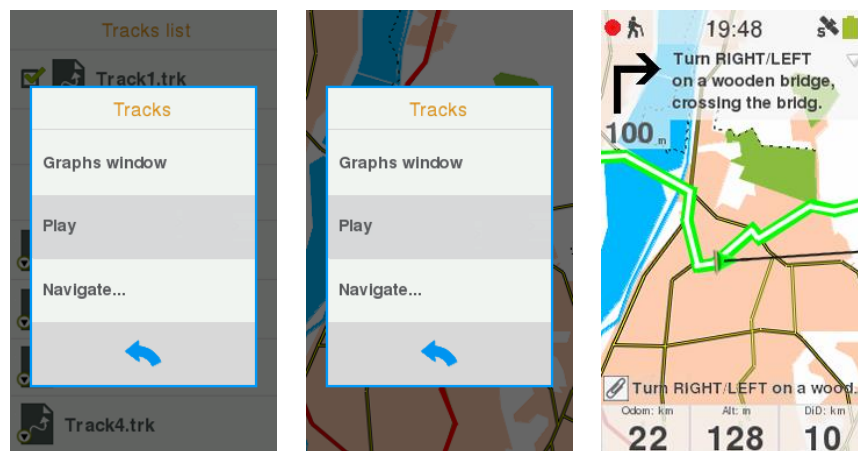 Tracks list
Track1.trk
Tracks
Graphs window
Play
Navigate...
Track4.trk
Tracks
Graphs window
Play
Navigate...
19:48
S
Turn RIGHT/LEFT
on a wooden bridge,
crossing the bridg.
100 m
Turn RIGHT/LEFT on a wood.
Odom: km
Alt: m
DiD: km
22
128
10